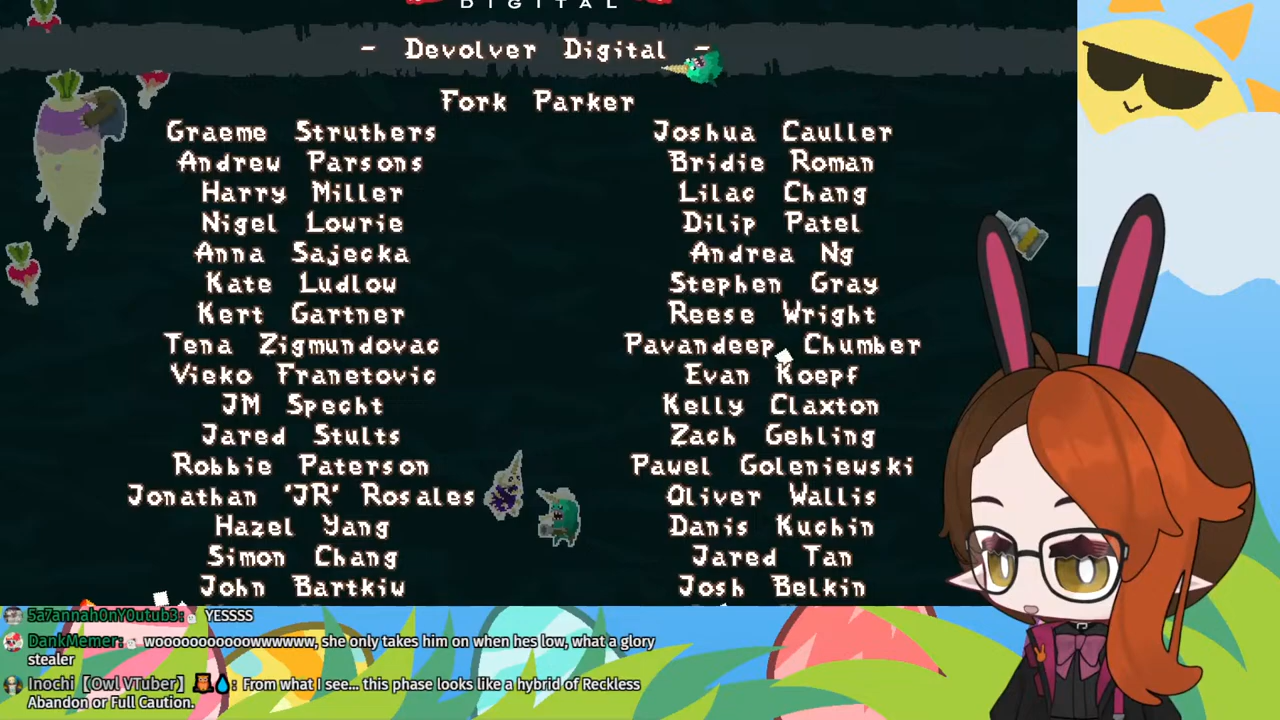 DIGITAL
- Devolver Digital -
Fork Parker
Graeme Struthers
Andrew Parsons
Harry Miller
Nigel Lowrie
Anna Sajecka
Kate Ludlow
Kert Gartner
Tena Zigmundovac
Vieko Franetovic
JM Specht
Jared Stults
Robbie Paterson
Jonathan 'JR' Rosales
Hazel Yang
Simon Chang
John Bartkiw
Joshua Cauller
Bridie Roman
Lilac Chang
Dilip Patel
Andrea Ng
Stephen Gray
Reese Wright
Pavandeep Chumber
Evan Koepf
Kelly Claxton
Zach Gehling
Pawel Goleniewski
Oliver Wallis
Danis Kuchin
Jared Tan
Josh Belkin
5a7annah0nY0utub3: YESSSS
DankMemer: woooooooooowwwwww, she only takes him on when hes low, what a glory
stealer
Inochi【Owl VTuber】🦉💧: From what I see... this phase looks like a hybrid of Reckless
Abandon or Full Caution.